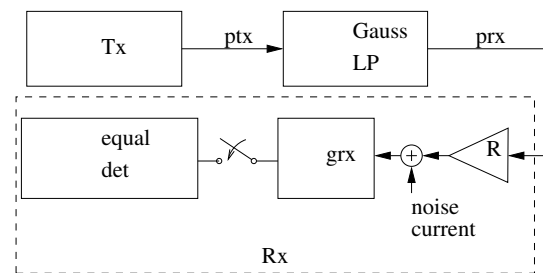 Tx
ptx
Gauss
LP
prx
equal
det
grx
R
noise
current
Rx